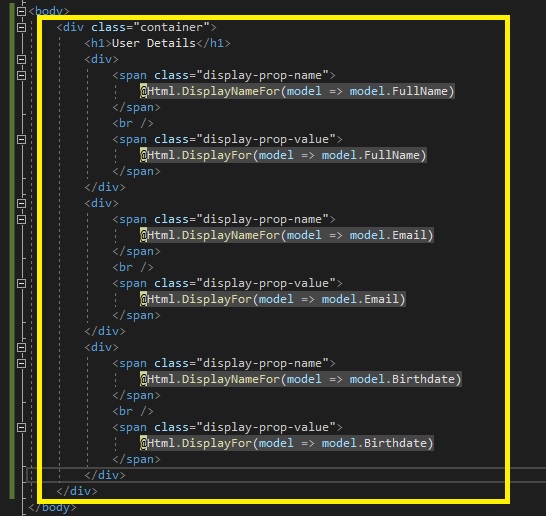 <body>
<div class="container">
<h1>User Details</h1>
<div>
<span class="display-prop-name">
@Html.DisplayNameFor(model => model.FullName)
</span>
<br />
<span class="display-prop-value">
@Html.DisplayFor(model => model.FullName)
</span>
</div>
<div>
<span class="display-prop-name">
@Html.DisplayNameFor(model => model.Email)
</span>
<br />
<span class="display-prop-value">
@Html.DisplayFor(model => model.Email)
</span>
</div>
<div>
<span class="display-prop-name">
@Html.DisplayNameFor(model => model.Birthdate)
</span>
<br />
<span class="display-prop-value">
@Html.DisplayFor(model => model.Birthdate)
</span>
</div>
</div>
</body>